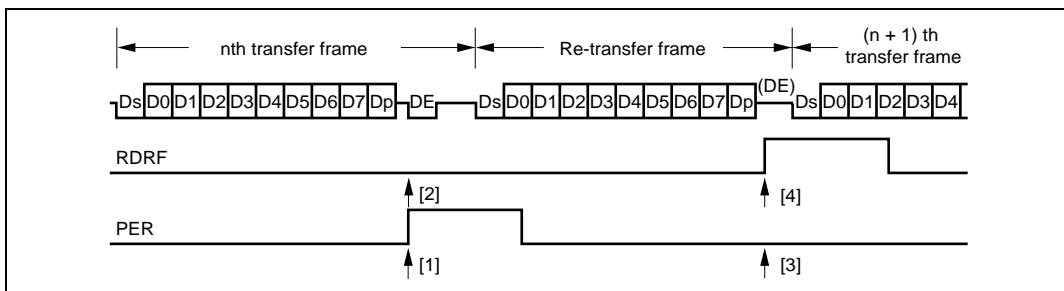 nth transfer frame
Re-transfer frame
(n + 1) th
transfer frame
Ds D0 D1 D2 D3 D4 D5 D6 D7 Dp DE Ds D0 D1 D2 D3 D4 D5 D6 D7 Dp (DE) Ds D0 D1 D2 D3 D4
RDRF
[2] [4]
PER
[1] [3]